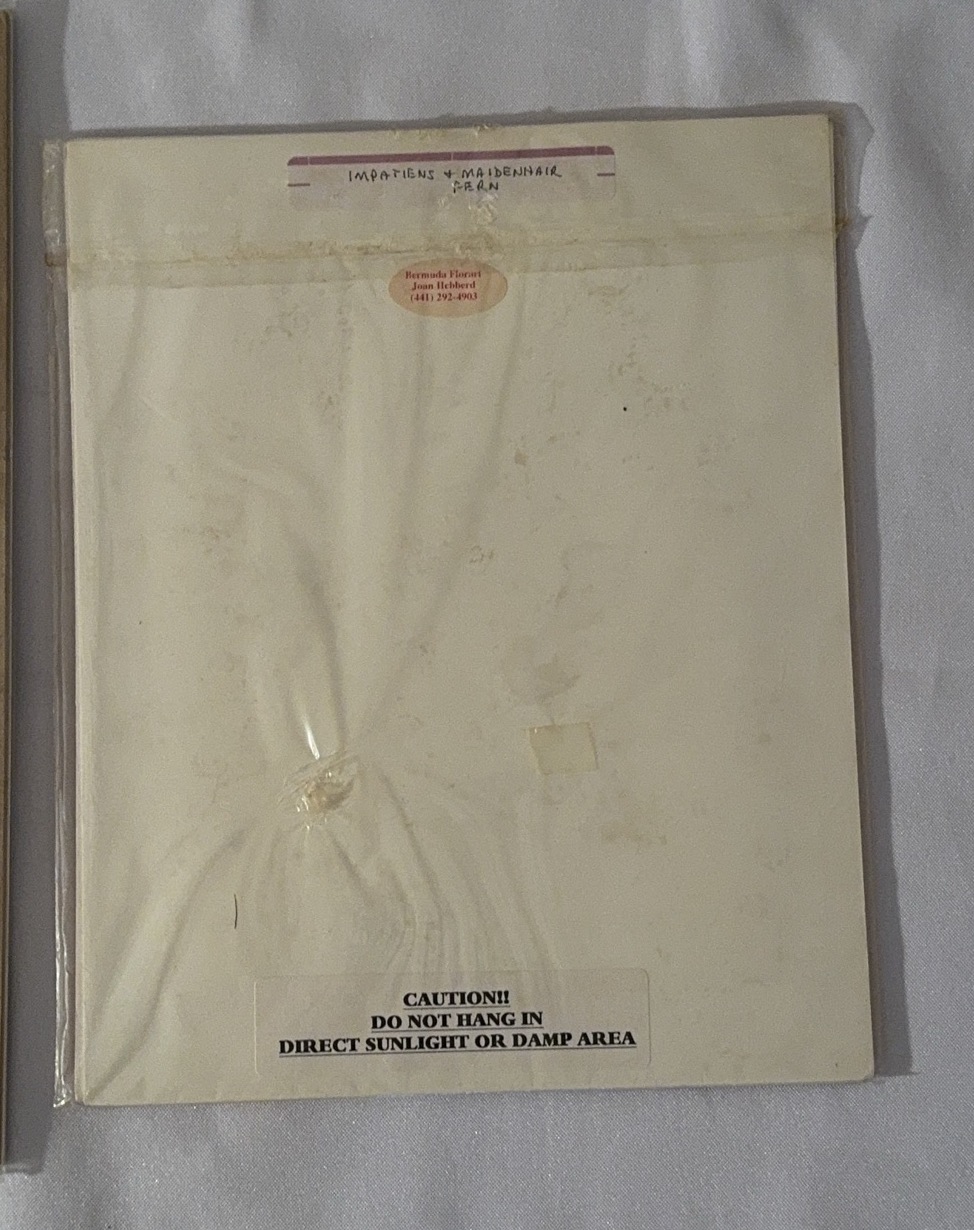 IMPATIENS & MAIDENHAIR
FERN
Bermuda Florart
Joan Hebberd
(441) 292-4903
CAUTION!!
DO NOT HANG IN
DIRECT SUNLIGHT OR DAMP AREA